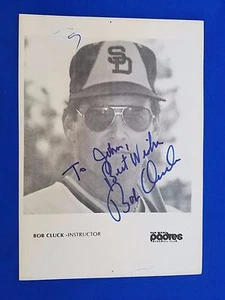 SD
To John,
Best Wishes
Bob Cluck
BOB CLUCK -INSTRUCTOR
padres